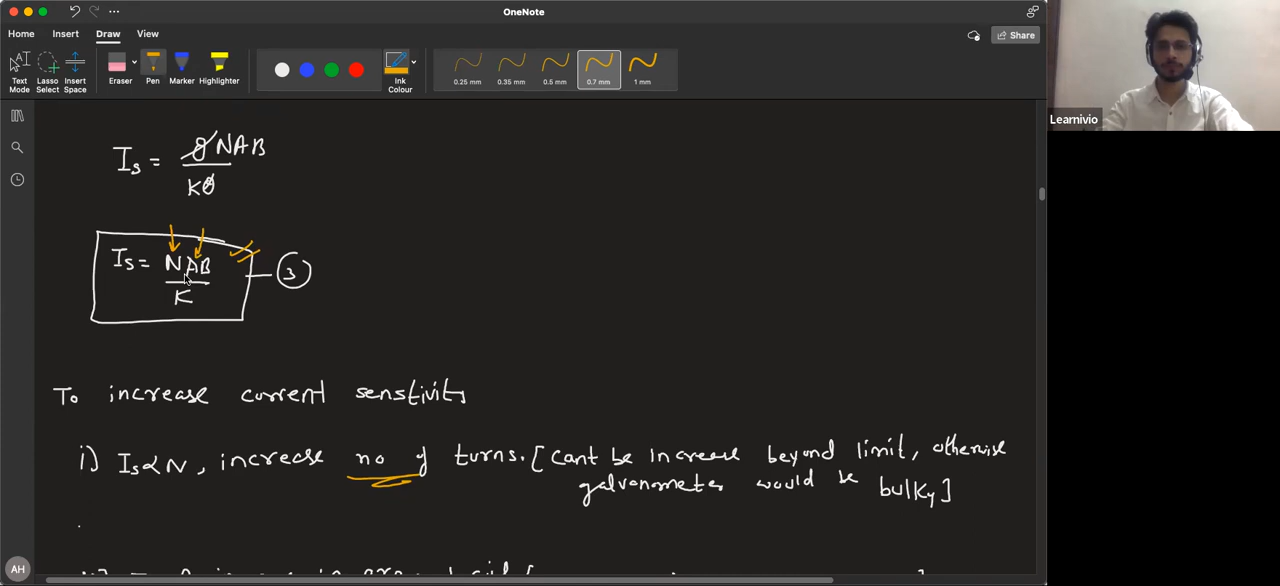 OneNote
Home Insert Draw View
Share
Text Mode
Lasso Select
Insert Space
Eraser
Pen
Marker
Highlighter
Ink Colour
0.25 mm
0.35 mm
0.5 mm
0.7 mm
1 mm
Learnivio
Is = θNAB
Kθ
Is = NAB
K
3
To increase current senstivity
i) Is∝N, increase no of turns. [cant be increase beyond limit, otherwise
galvanometer would be bulky]
AH